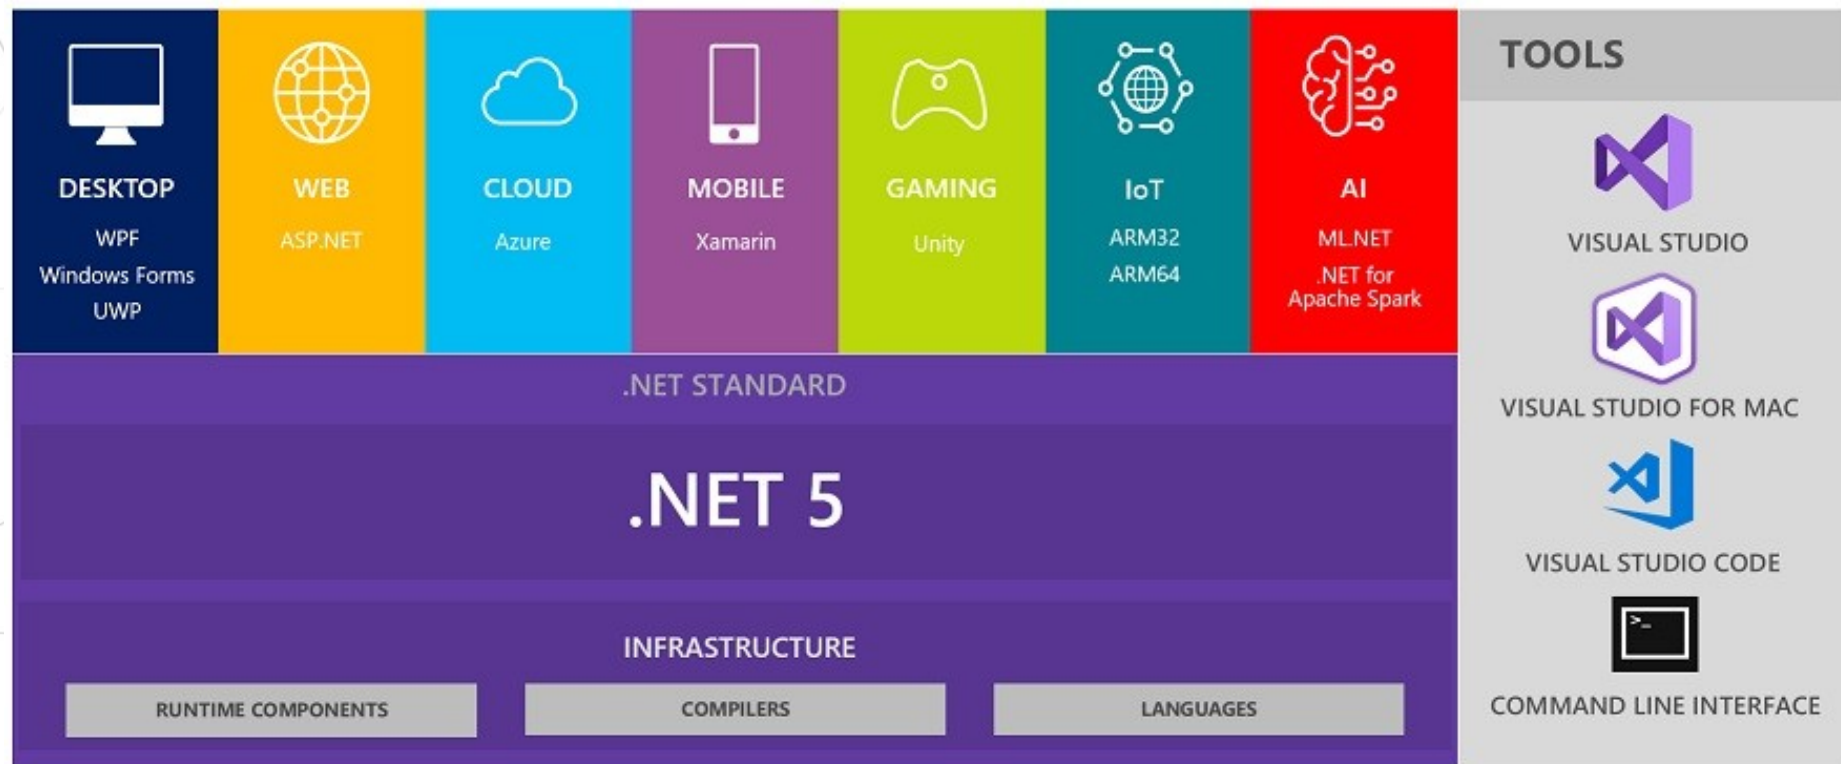 DESKTOP
WPF
Windows Forms
UWP
WEB
ASP.NET
CLOUD
Azure
MOBILE
Xamarin
GAMING
Unity
IoT
ARM32
ARM64
AI
ML.NET
.NET for
Apache Spark
.NET STANDARD
.NET 5
INFRASTRUCTURE
RUNTIME COMPONENTS
COMPILERS
LANGUAGES
TOOLS
VISUAL STUDIO
VISUAL STUDIO FOR MAC
VISUAL STUDIO CODE
>_
COMMAND LINE INTERFACE